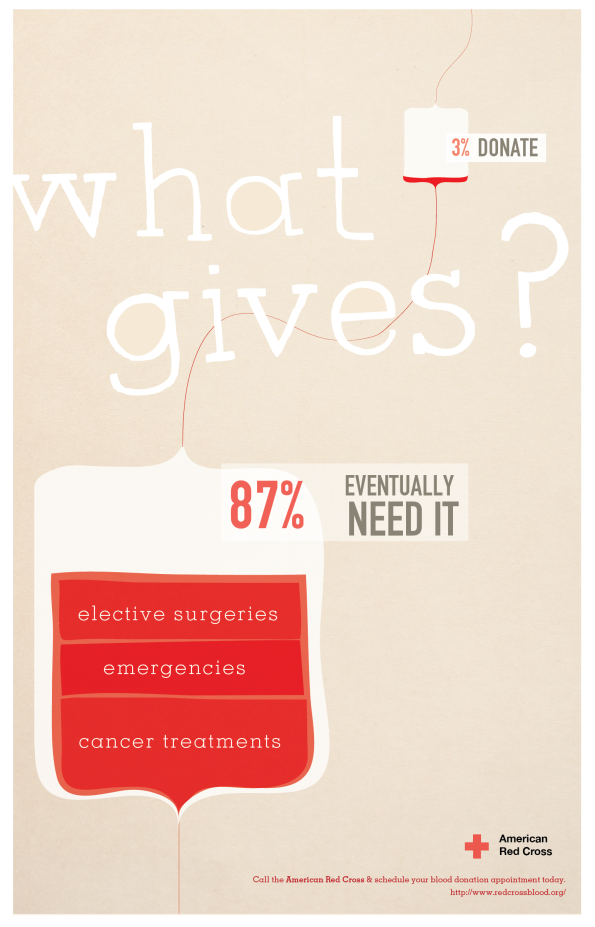 3% DONATE
what
gives?
87% EVENTUALLY
NEED IT
elective surgeries
emergencies
cancer treatments
American
Red Cross
Call the American Red Cross & schedule your blood donation appointment today.
http://www.redcrossblood.org/